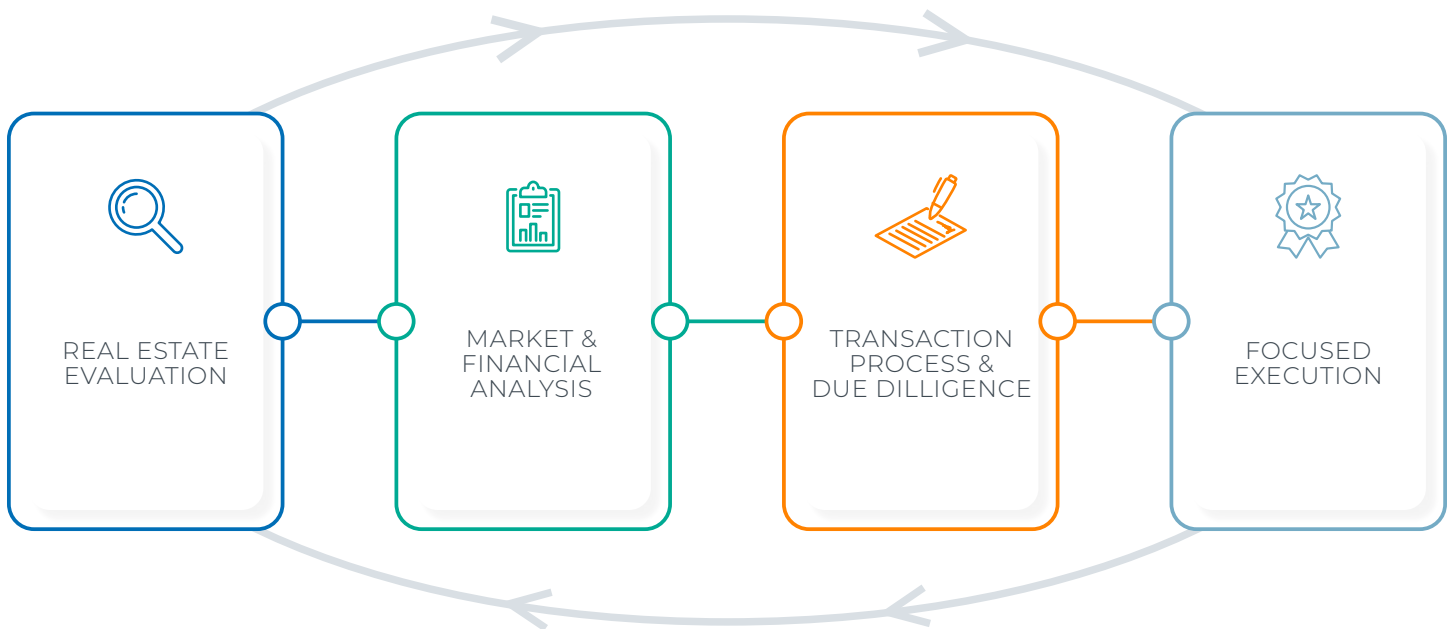 REAL ESTATE
EVALUATION
MARKET &
FINANCIAL
ANALYSIS
TRANSACTION
PROCESS &
DUE DILLIGENCE
FOCUSED
EXECUTION